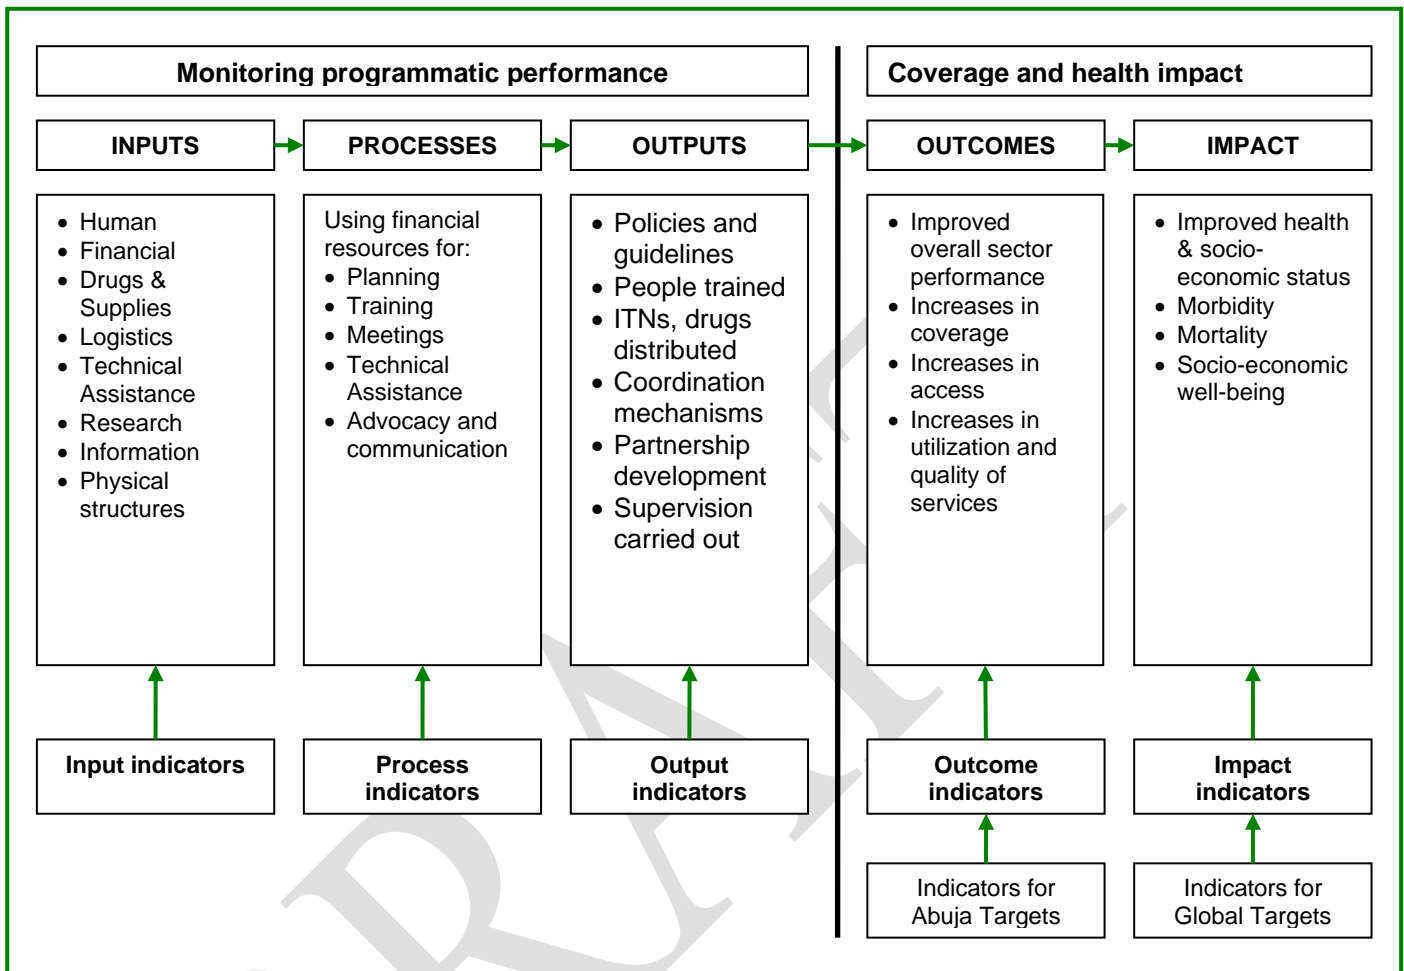 Monitoring programmatic performance
Coverage and health impact
INPUTS
PROCESSES
OUTPUTS
OUTCOMES
IMPACT
• Human
• Financial
• Drugs &
Supplies
• Logistics
• Technical
Assistance
• Research
• Information
• Physical
structures
Using financial
resources for:
• Planning
• Training
• Meetings
• Technical
Assistance
• Advocacy and
communication
• Policies and
guidelines
• People trained
• ITNs, drugs
distributed
• Coordination
mechanisms
• Partnership
development
• Supervision
carried out
• Improved
overall sector
performance
• Increases in
coverage
• Increases in
access
• Increases in
utilization and
quality of
services
• Improved health
& socio-
economic status
• Morbidity
• Mortality
• Socio-economic
well-being
Input indicators
Process
indicators
Output
indicators
Outcome
indicators
Impact
indicators
Indicators for
Abuja Targets
Indicators for
Global Targets